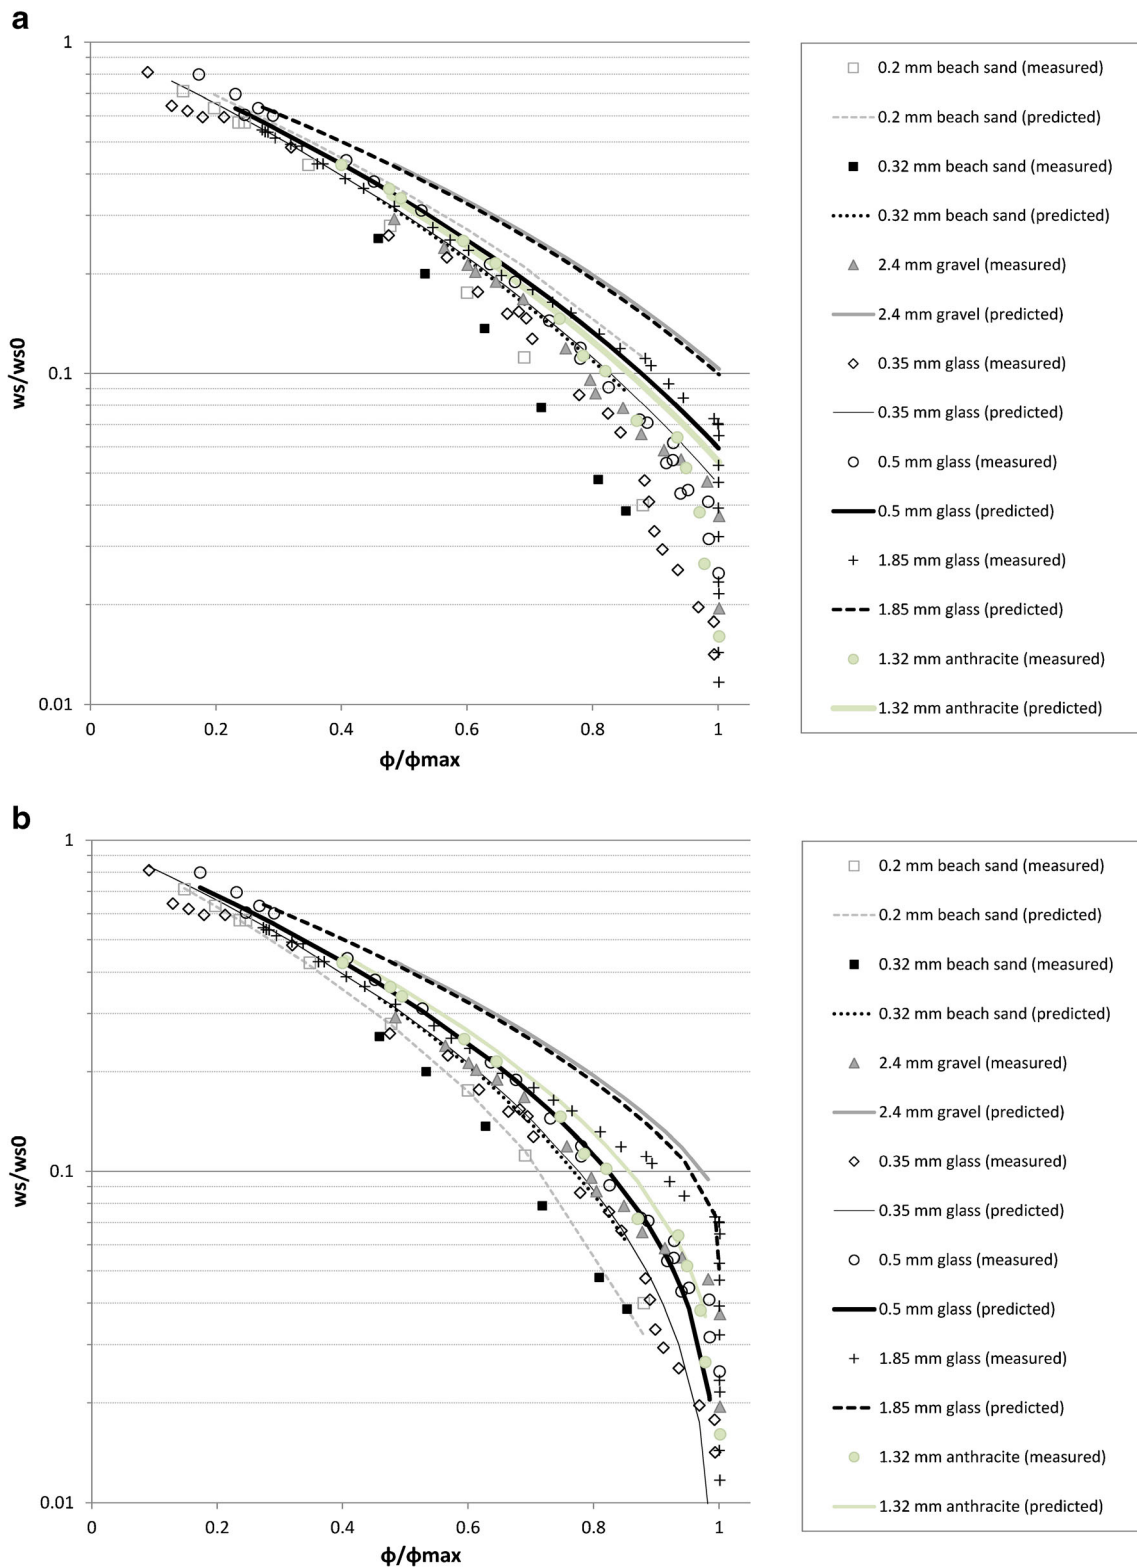 a
1
0.1
0.01
ws/ws0
0
0.2
0.4
0.6
0.8
1
ϕ/ϕmax
0.2 mm beach sand (measured)
0.2 mm beach sand (predicted)
0.32 mm beach sand (measured)
0.32 mm beach sand (predicted)
2.4 mm gravel (measured)
2.4 mm gravel (predicted)
0.35 mm glass (measured)
0.35 mm glass (predicted)
0.5 mm glass (measured)
0.5 mm glass (predicted)
1.85 mm glass (measured)
1.85 mm glass (predicted)
1.32 mm anthracite (measured)
1.32 mm anthracite (predicted)
b
1
0.1
0.01
ws/ws0
0
0.2
0.4
0.6
0.8
1
ϕ/ϕmax
0.2 mm beach sand (measured)
0.2 mm beach sand (predicted)
0.32 mm beach sand (measured)
0.32 mm beach sand (predicted)
2.4 mm gravel (measured)
2.4 mm gravel (predicted)
0.35 mm glass (measured)
0.35 mm glass (predicted)
0.5 mm glass (measured)
0.5 mm glass (predicted)
1.85 mm glass (measured)
1.85 mm glass (predicted)
1.32 mm anthracite (measured)
1.32 mm anthracite (predicted)